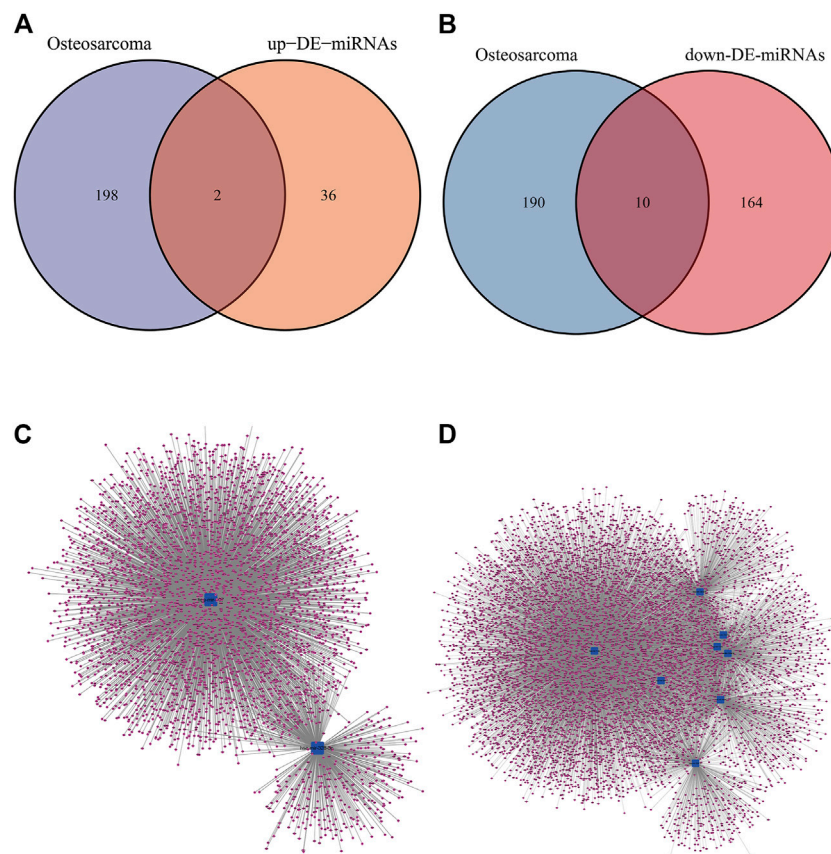 A
B
Osteosarcoma
up−DE−miRNAs
Osteosarcoma
down-DE-miRNAs
198
2
36
190
10
164
C
D